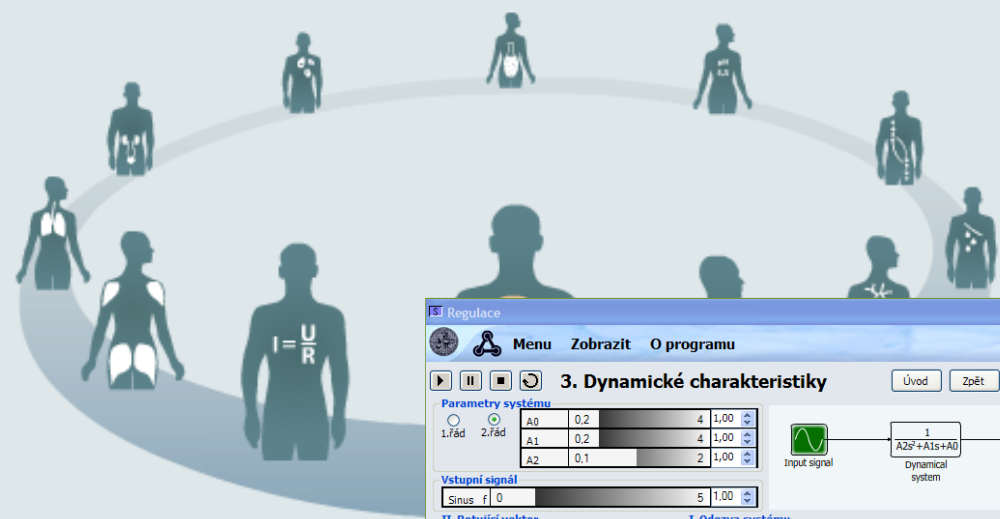 pH
I = U/R
S Regulace
Menu Zobrazit O programu
3. Dynamické charakteristiky Úvod Zpět
Parametry systému
1.řád 2.řád
A0 0,2 4 1,00
A1 0,2 4 1,00
A2 0,1 2 1,00
Input signal
1
A2s²+A1s+A0
Dynamical
system
Vstupní signál
Sinus f 0 5 1,00